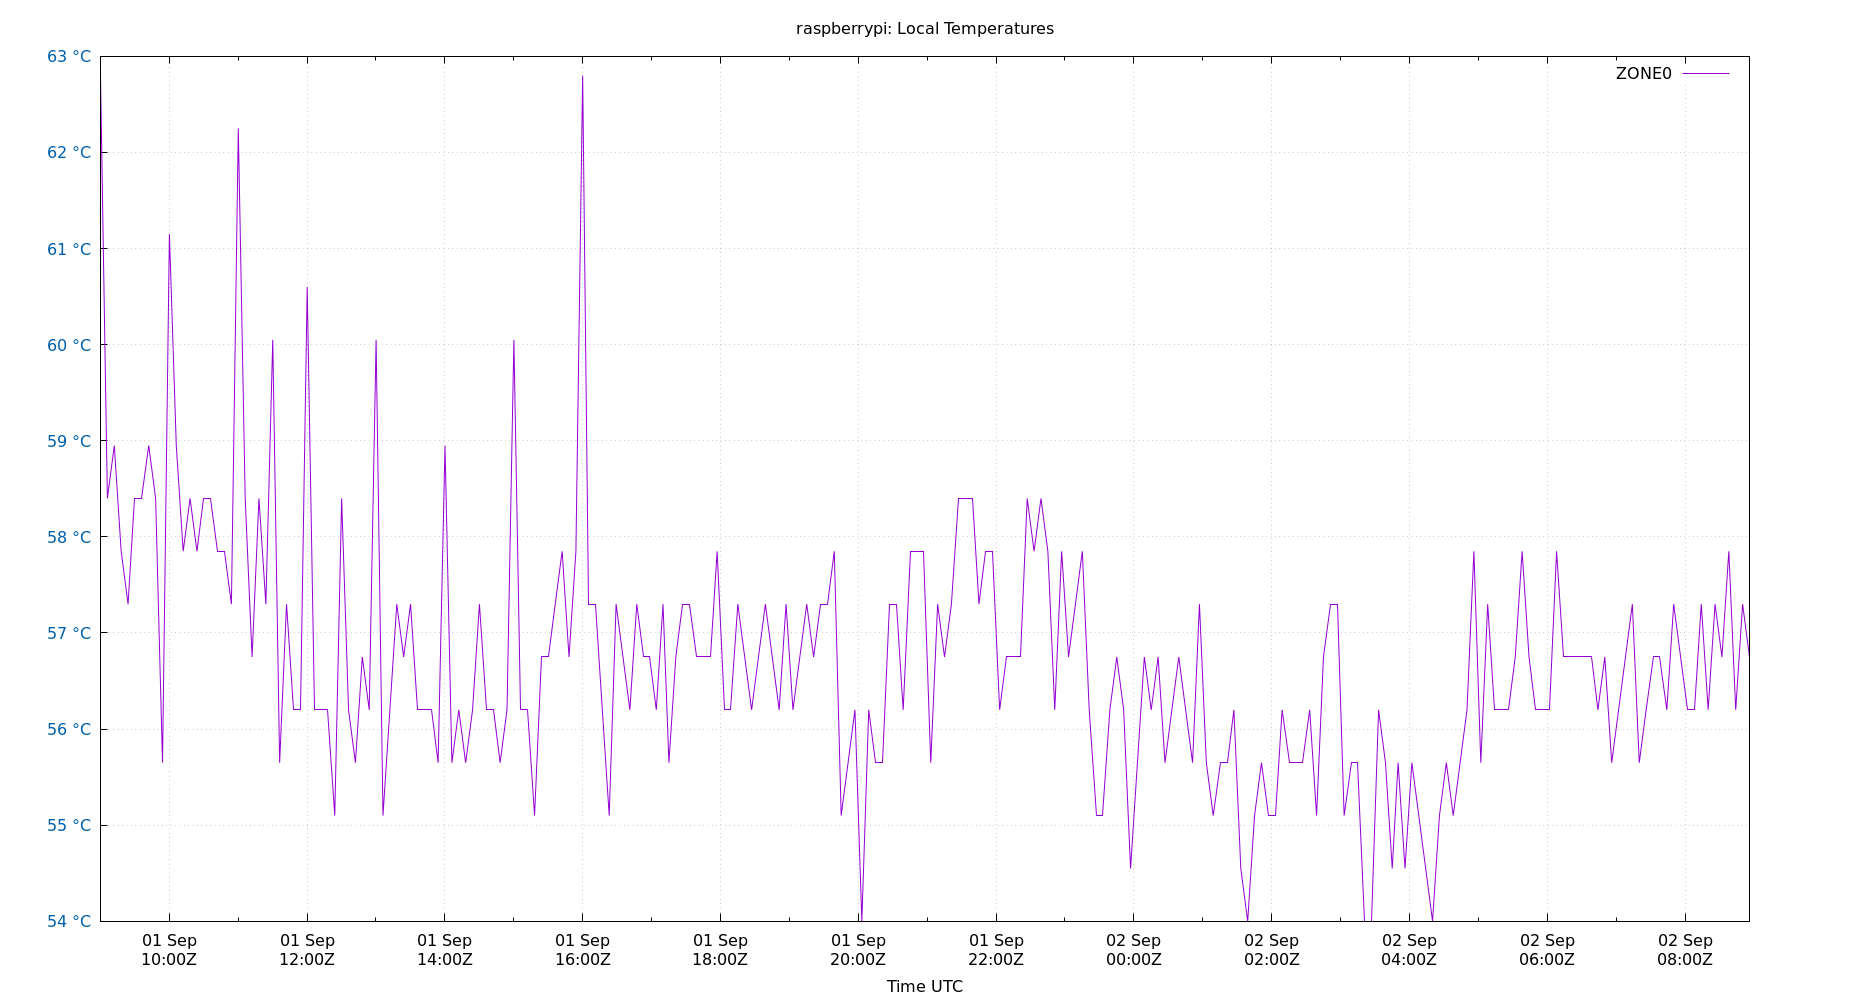 raspberrypi: Local Temperatures
63 °C
ZONE0
62 °C
61 °C
60 °C
59 °C
58 °C
57 °C
56 °C
55 °C
54 °C
01 Sep 01 Sep 01 Sep 01 Sep 01 Sep 01 Sep 01 Sep 02 Sep 02 Sep 02 Sep 02 Sep 02 Sep
10:00Z 12:00Z 14:00Z 16:00Z 18:00Z 20:00Z 22:00Z 00:00Z 02:00Z 04:00Z 06:00Z 08:00Z
Time UTC